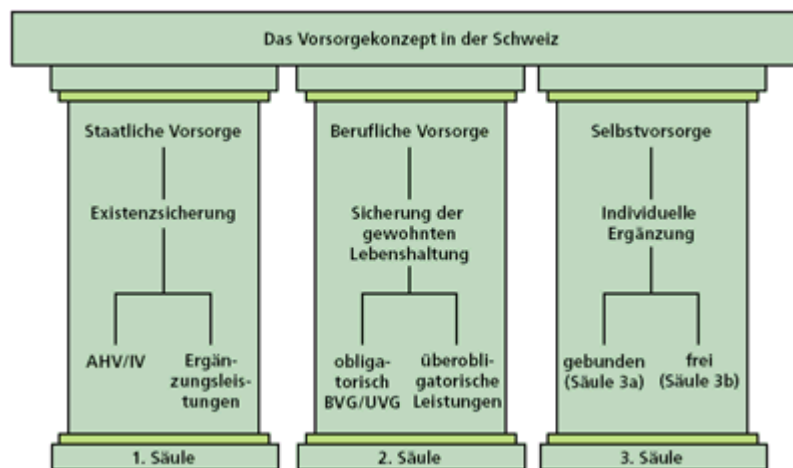 Das Vorsorgekonzept in der Schweiz
Staatliche Vorsorge
Existenzsicherung
AHV/IV
Ergän-
zungsleis-
tungen
1. Säule
Berufliche Vorsorge
Sicherung der
gewohnten
Lebenshaltung
obliga-
torisch
BVG/UVG
überobli-
gatorische
Leistungen
2. Säule
Selbstvorsorge
Individuelle
Ergänzung
gebunden
(Säule 3a)
frei
(Säule 3b)
3. Säule